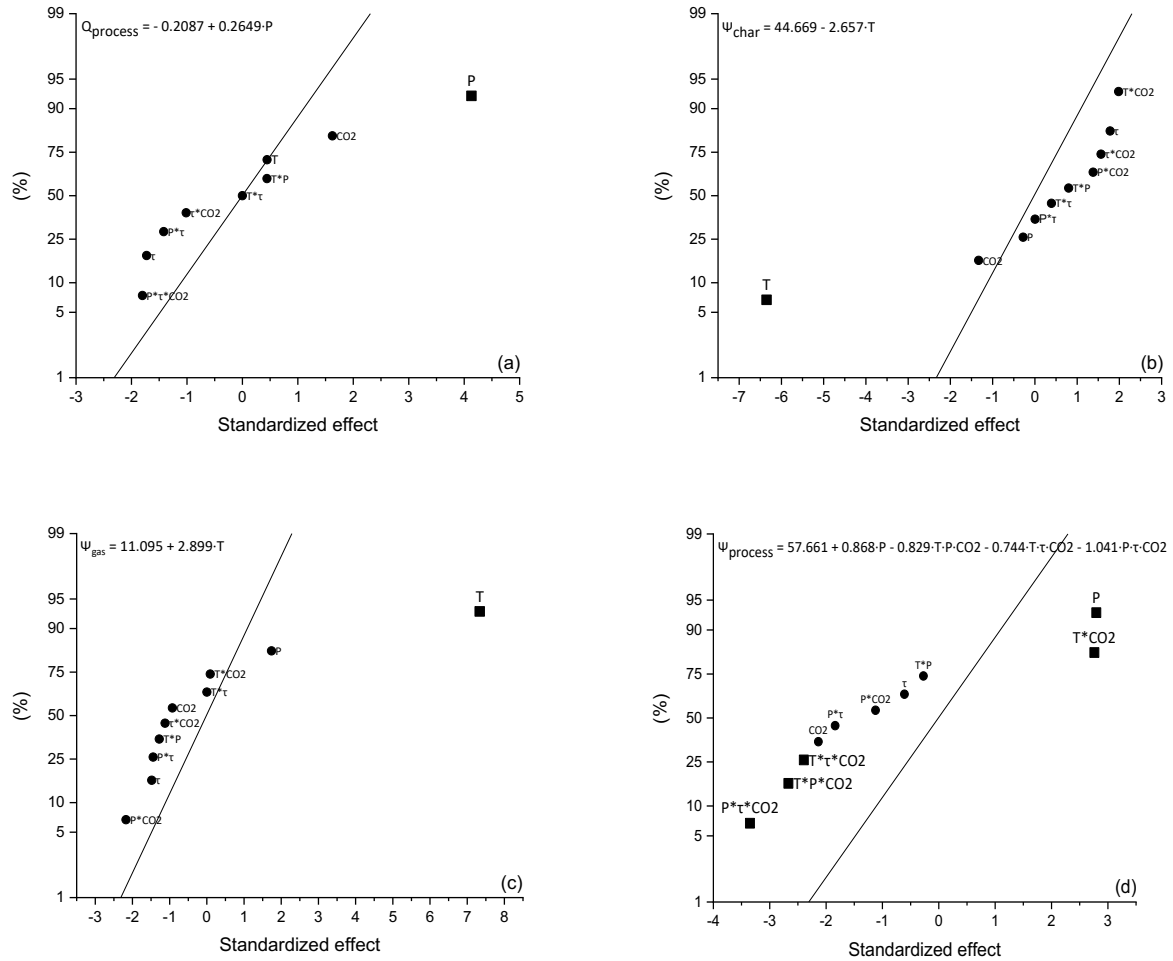 Qprocess = - 0.2087 + 0.2649·P
99
95
90
75
50
25
10
5
1
(%)
P
CO2
T
T*P
T*τ
τ*CO2
P*τ
τ
P*τ*CO2
(a)
-3 -2 -1 0 1 2 3 4 5
Standardized effect
Ψchar = 44.669 - 2.657·T
99
95
90
75
50
25
10
5
1
(%)
T*CO2
τ
τ*CO2
P*CO2
T*P
T*τ
P*τ
P
CO2
T
(b)
-7 -6 -5 -4 -3 -2 -1 0 1 2 3
Standardized effect
Ψgas = 11.095 + 2.899·T
99
95
90
75
50
25
10
5
1
(%)
T
P
T*CO2
T*τ
CO2
τ*CO2
T*P
P*τ
τ
P*CO2
(c)
-3 -2 -1 0 1 2 3 4 5 6 7 8
Standardized effect
Ψprocess = 57.661 + 0.868·P - 0.829·T·P·CO2 - 0.744·T·τ·CO2 - 1.041·P·τ·CO2
99
95
90
75
50
25
10
5
1
(%)
P
T*CO2
T*P
τ
P*CO2
P*τ
CO2
T*τ*CO2
T*P*CO2
P*τ*CO2
(d)
-4 -3 -2 -1 0 1 2 3 4
Standardized effect